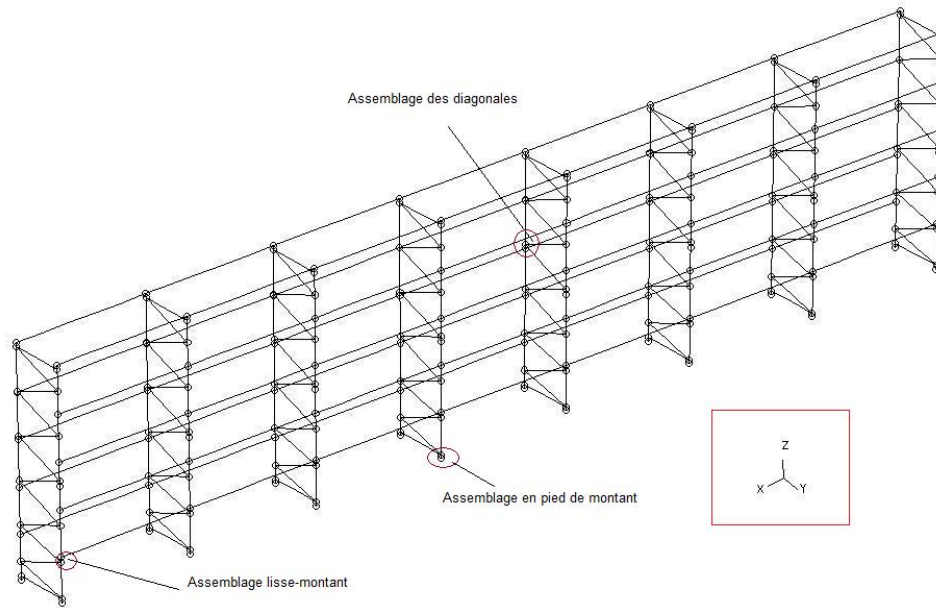 Assemblage des diagonales
Z
X
Y
Assemblage en pied de montant
Assemblage lisse-montant